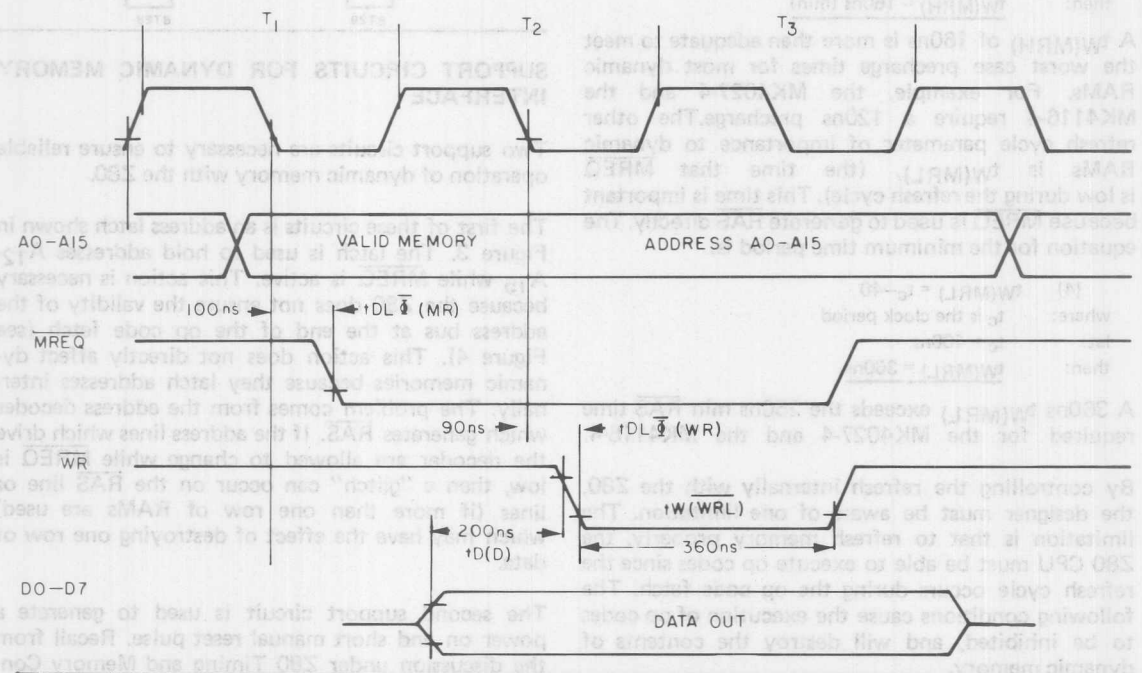 T1 T2 T3
A0-A15 VALID MEMORY ADDRESS A0-A15
100ns tDL Φ̅ (MR)
M̅R̅E̅Q̅
90ns tDL Φ̅ (WR)
W̅R̅
tW(W̅R̅L̅)
200ns 360ns
tD(D)
D0-D7
DATA OUT
SUPPORT CIRCUITS FOR DYNAMIC MEMORY
INTERFACE
Two support circuits are necessary to ensure reliable
operation of dynamic memory with the Z80.
The first of these circuits is an address latch shown in
Figure 3. The latch is used to hold addresses A12-
A15 while M̅R̅E̅Q̅ is active. This action is necessary
because the Z80 does not ensure the validity of the
address bus at the end of the op code fetch (see
Figure 4). This action does not directly affect dy-
namic memories because they latch addresses inter-
nally. The problem comes from the address decoder
which generates R̅A̅S̅. If the address lines which drive
the decoder are allowed to change while M̅R̅E̅Q̅ is
low, then a "glitch" can occur on the R̅A̅S̅ line or
lines (if more than one row of RAMs are used)
which may have the effect of destroying one row of
data.
The second support circuit is used to generate a
power on and short manual reset pulse. Recall from
the discussion under Z80 Timing and Memory Con-
A tW(MRH) of 180ns is more than adequate to meet
the worst case precharge times for most dynamic
RAMs. For example, the MK4027-4 and the
MK4116-4 require a 120ns precharge. The other
refresh cycle parameter of importance to dynamic
RAMs is tW(MRL), (the time that M̅R̅E̅Q̅
is low during the refresh cycle). This time is important
because M̅R̅E̅Q̅ is used to generate R̅A̅S̅ directly. The
equation for the minimum time period is:
(4) tW(MRL) = tc-40
where: tc is the clock period
let: tc = 400ns
then: tW(MRL) = 360ns
A 360ns tW(MRL) exceeds the 250ns min R̅A̅S̅ time
required for the MK4027-4 and the MK4116-4.
By controlling the refresh internally with the Z80,
the designer must be aware of one limitation. The
limitation is that to refresh memory properly, the
Z80 CPU must be able to execute op codes since the
refresh cycle occurs during the op code fetch. The
following conditions cause the execution of op codes
to be inhibited, and will destroy the contents of
dynamic memory.